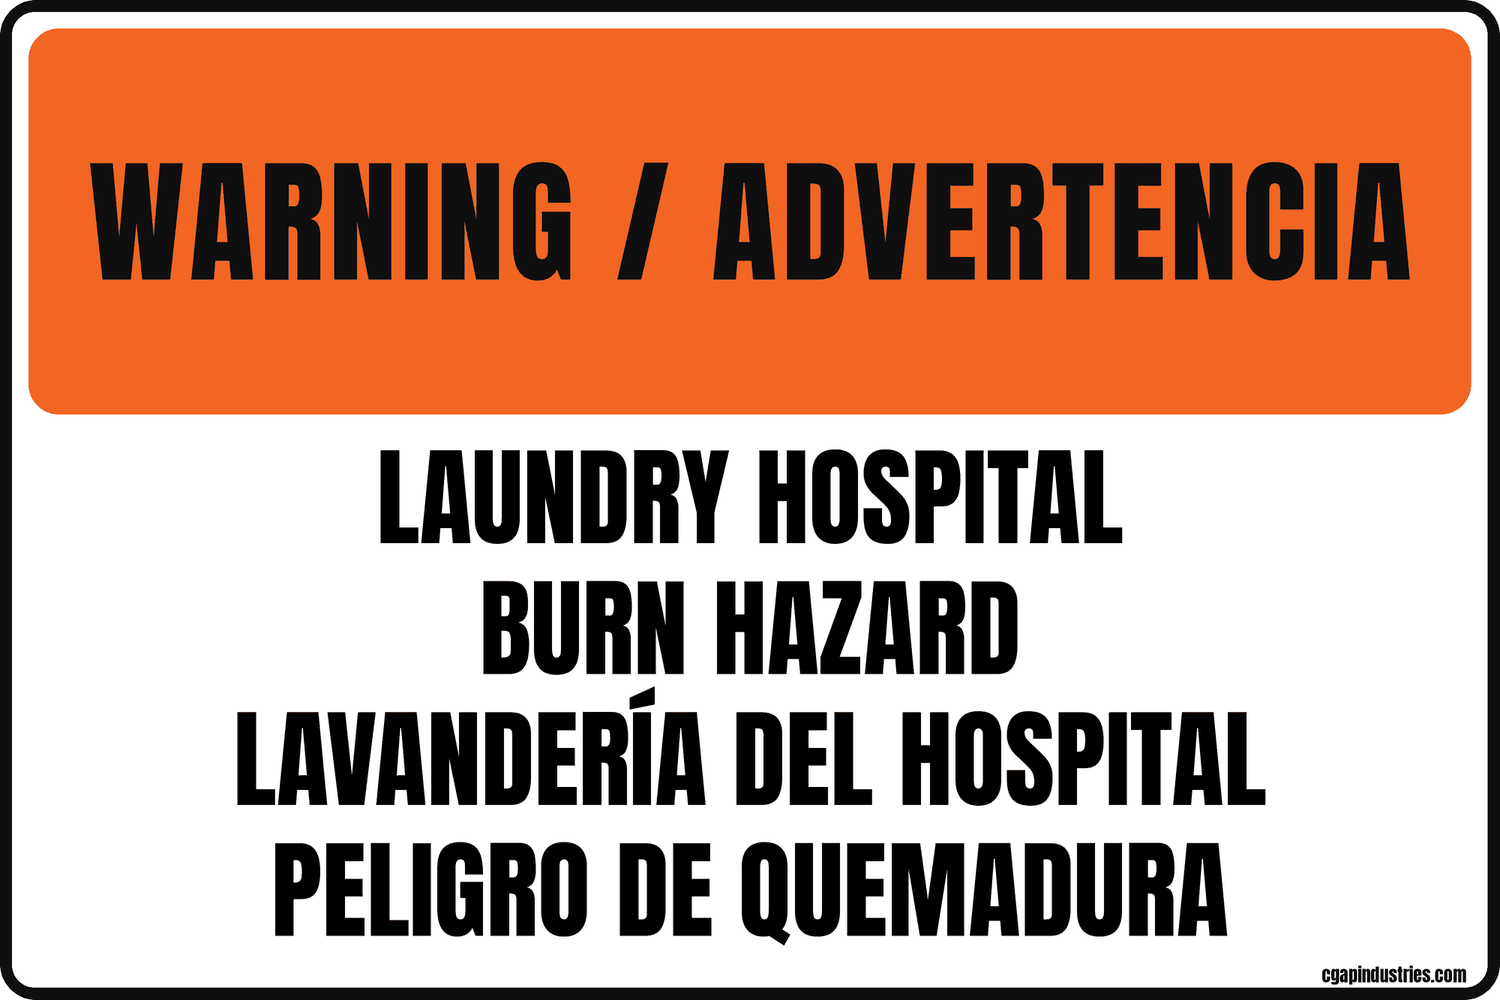 WARNING / ADVERTENCIA
LAUNDRY HOSPITAL
BURN HAZARD
LAVANDERÍA DEL HOSPITAL
PELIGRO DE QUEMADURA
cgapindustries.com